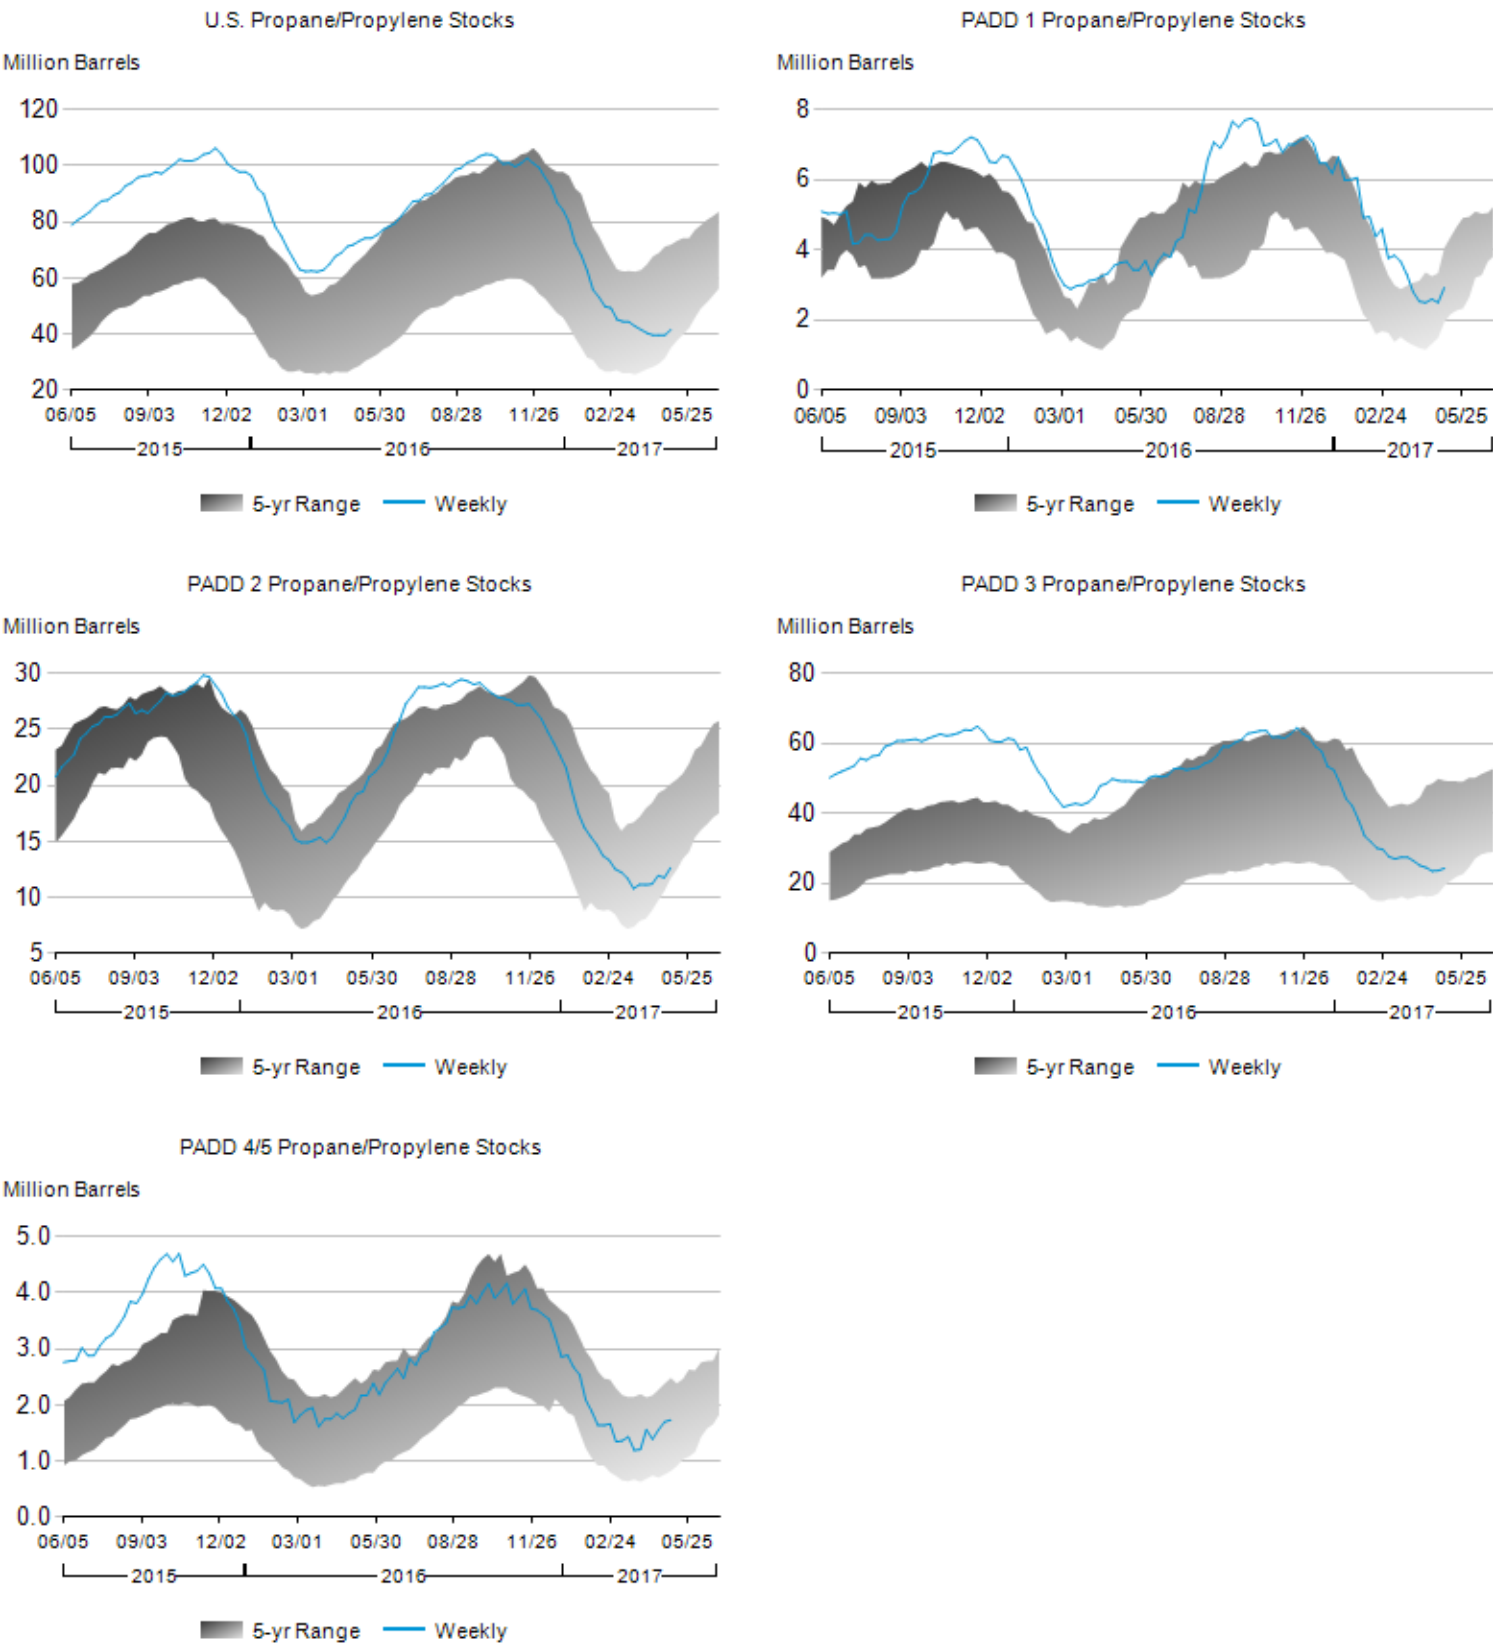 U.S. Propane/Propylene Stocks
Million Barrels
120
100
80
60
40
20
06/05 09/03 12/02 03/01 05/30 08/28 11/26 02/24 05/25
2015 2016 2017
5-yr Range Weekly
PADD 1 Propane/Propylene Stocks
Million Barrels
8
6
4
2
0
06/05 09/03 12/02 03/01 05/30 08/28 11/26 02/24 05/25
2015 2016 2017
5-yr Range Weekly
PADD 2 Propane/Propylene Stocks
Million Barrels
30
25
20
15
10
5
06/05 09/03 12/02 03/01 05/30 08/28 11/26 02/24 05/25
2015 2016 2017
5-yr Range Weekly
PADD 3 Propane/Propylene Stocks
Million Barrels
80
60
40
20
0
06/05 09/03 12/02 03/01 05/30 08/28 11/26 02/24 05/25
2015 2016 2017
5-yr Range Weekly
PADD 4/5 Propane/Propylene Stocks
Million Barrels
5.0
4.0
3.0
2.0
1.0
0.0
06/05 09/03 12/02 03/01 05/30 08/28 11/26 02/24 05/25
2015 2016 2017
5-yr Range Weekly